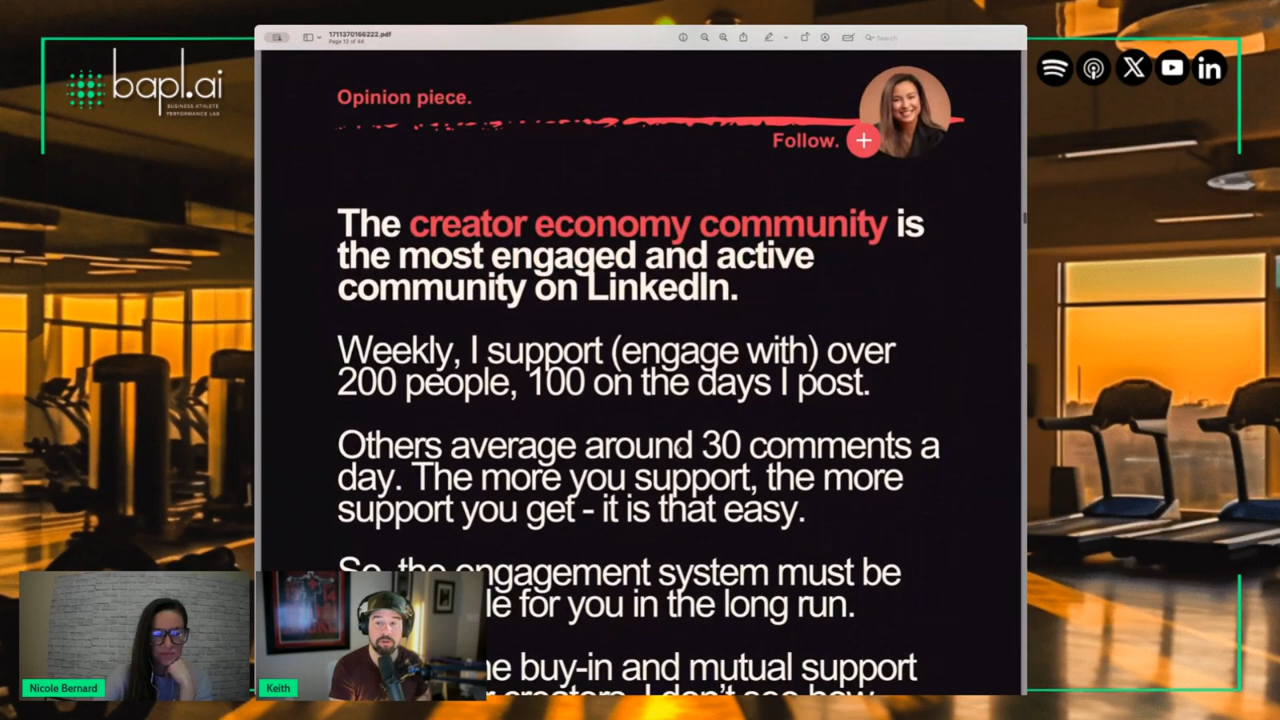 bapl.ai
BUSINESS ATHLETE
PERFORMANCE LAB
1711370166222.pdf
Page 12 of 44
Search
Opinion piece.
Follow.
The creator economy community is
the most engaged and active
community on LinkedIn.
Weekly, I support (engage with) over
200 people, 100 on the days I post.
Others average around 30 comments a
day. The more you support, the more
support you get - it is that easy.
So, the engagement system must be
le for you in the long run.
buy-in and mutual support
Nicole Bernard
Keith